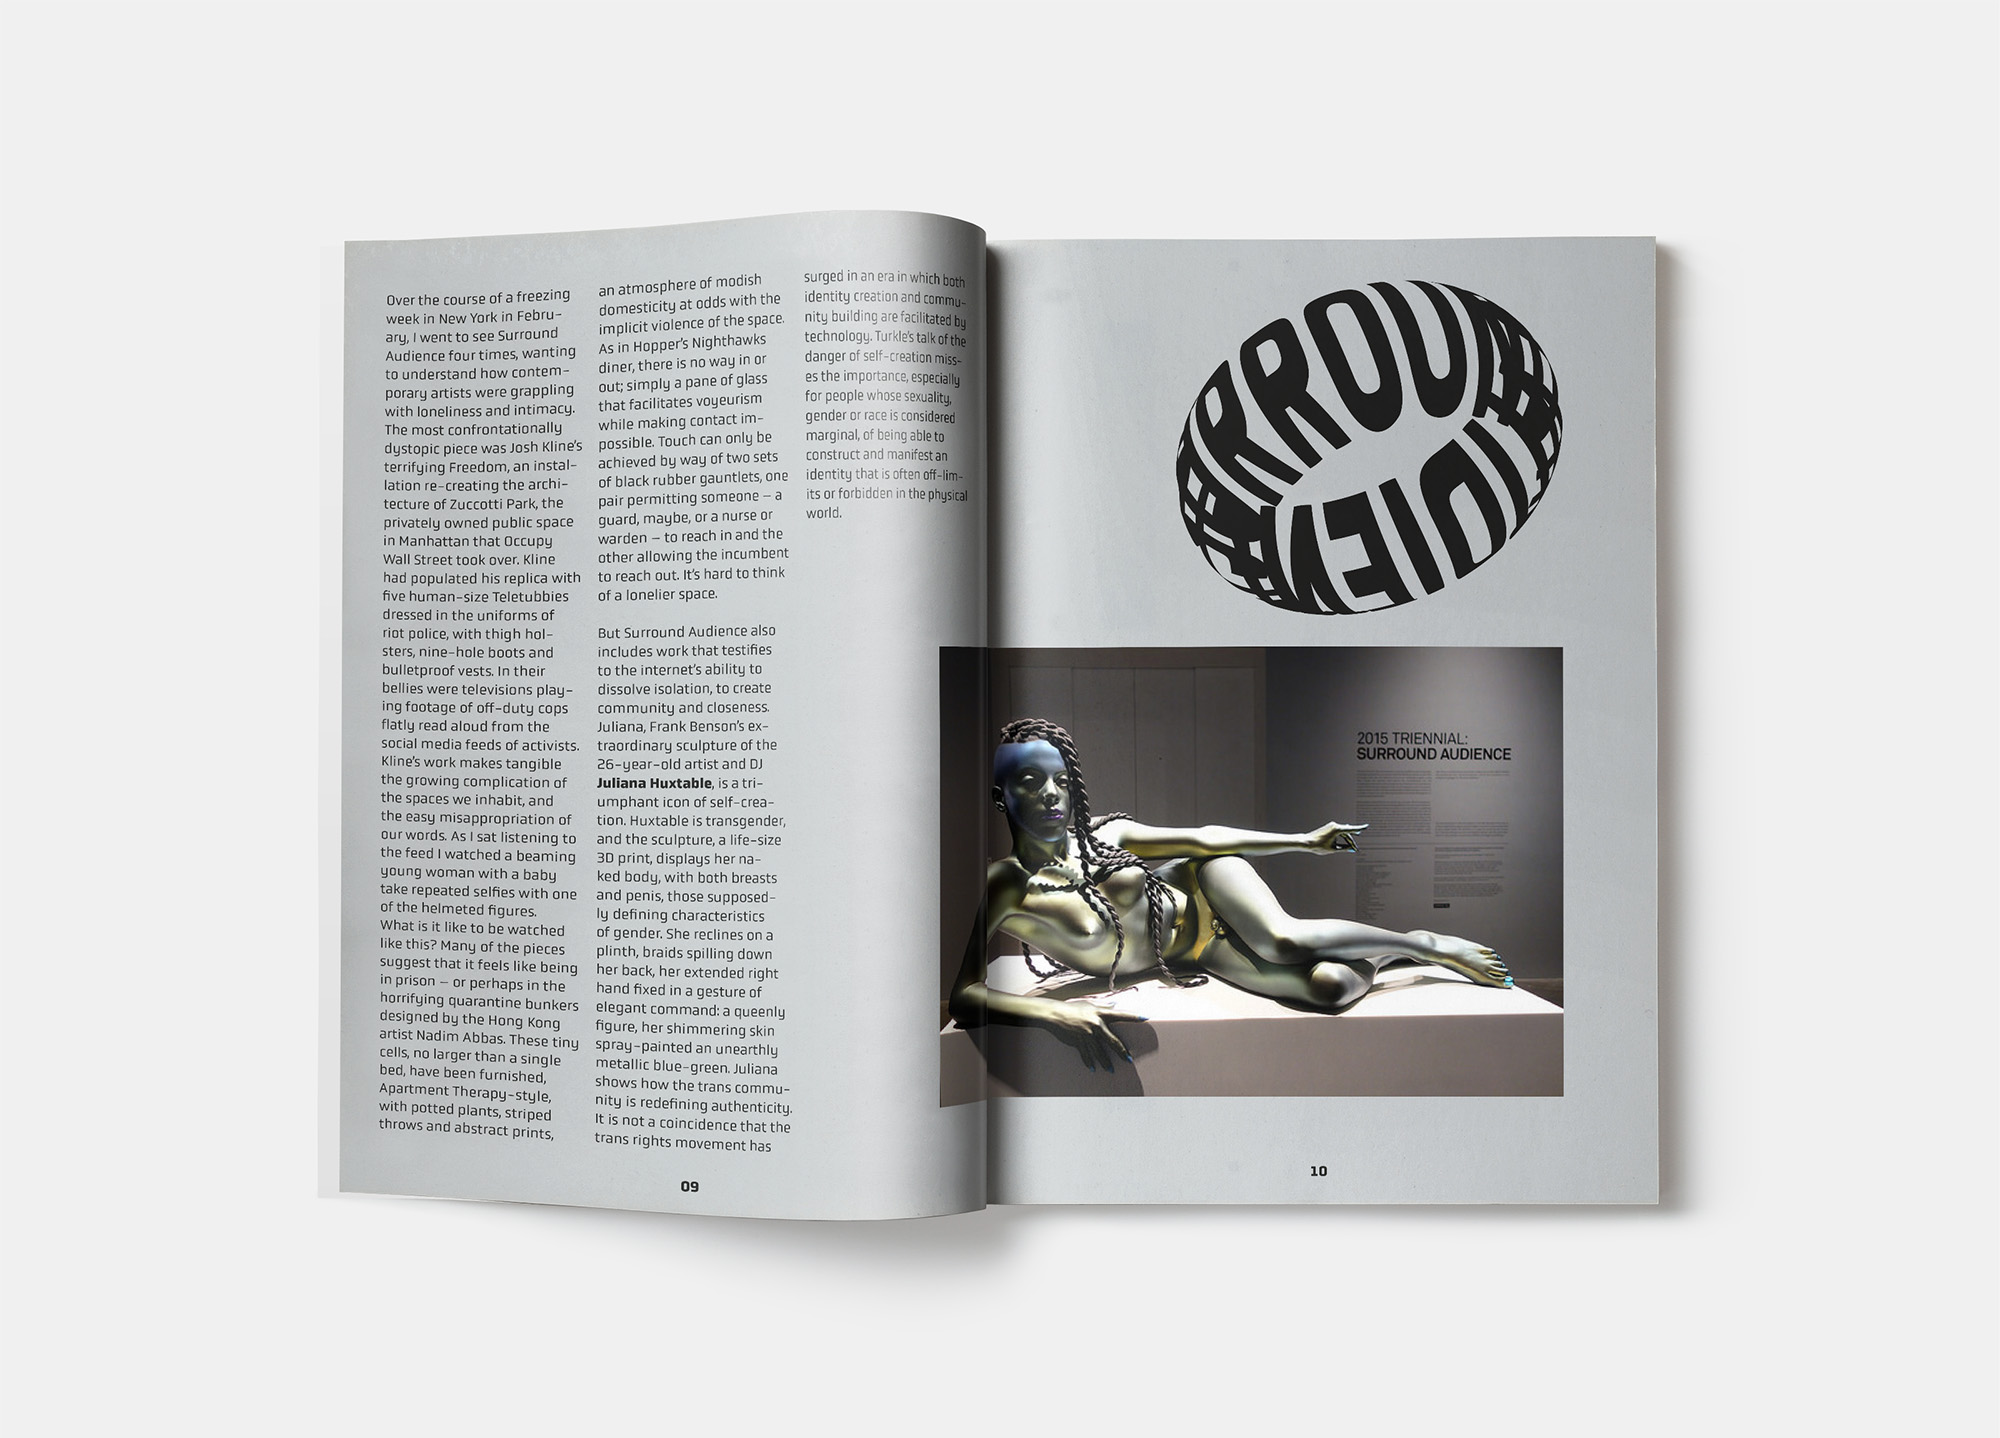 Over the course of a freezing
week in New York in Febru-
ary, I went to see Surround
Audience four times, wanting
to understand how contem-
porary artists were grappling
with loneliness and intimacy.
The most confrontationally
dystopic piece was Josh Kline's
terrifying Freedom, an instal-
lation re-creating the archi-
tecture of Zuccotti Park, the
privately owned public space
in Manhattan that Occupy
Wall Street took over. Kline
had populated his replica with
five human-size Teletubbies
dressed in the uniforms of
riot police, with thigh hol-
sters, nine-hole boots and
bulletproof vests. In their
bellies were televisions play-
ing footage of off-duty cops
flatly read aloud from the
social media feeds of activists.
Kline's work makes tangible
the growing complication of
the spaces we inhabit, and
the easy misappropriation of
our words. As I sat listening to
the feed I watched a beaming
young woman with a baby
take repeated selfies with one
of the helmeted figures.
What is it like to be watched
like this? Many of the pieces
suggest that it feels like being
in prison – or perhaps in the
horrifying quarantine bunkers
designed by the Hong Kong
artist Nadim Abbas. These tiny
cells, no larger than a single
bed, have been furnished,
Apartment Therapy-style,
with potted plants, striped
throws and abstract prints,
an atmosphere of modish
domesticity at odds with the
implicit violence of the space.
As in Hopper's Nighthawks
diner, there is no way in or
out; simply a pane of glass
that facilitates voyeurism
while making contact im-
possible. Touch can only be
achieved by way of two sets
of black rubber gauntlets, one
pair permitting someone – a
guard, maybe, or a nurse or
warden – to reach in and the
other allowing the incumbent
to reach out. It's hard to think
of a lonelier space.
But Surround Audience also
includes work that testifies
to the internet's ability to
dissolve isolation, to create
community and closeness.
Juliana, Frank Benson's ex-
traordinary sculpture of the
26-year-old artist and DJ
Juliana Huxtable, is a tri-
umphant icon of self-crea-
tion. Huxtable is transgender,
and the sculpture, a life-size
3D print, displays her na-
ked body, with both breasts
and penis, those supposed-
ly defining characteristics
of gender. She reclines on a
plinth, braids spilling down
her back, her extended right
hand fixed in a gesture of
elegant command: a queenly
figure, her shimmering skin
spray-painted an unearthly
metallic blue-green. Juliana
shows how the trans commu-
nity is redefining authenticity.
It is not a coincidence that the
trans rights movement has
surged in an era in which both
identity creation and commu-
nity building are facilitated by
technology. Turkle's talk of the
danger of self-creation miss-
es the importance, especially
for people whose sexuality,
gender or race is considered
marginal, of being able to
construct and manifest an
identity that is often off-lim-
its or forbidden in the physical
world.
09
RROUN
IDIEN
2015 TRIENNIAL:
SURROUND AUDIENCE
10